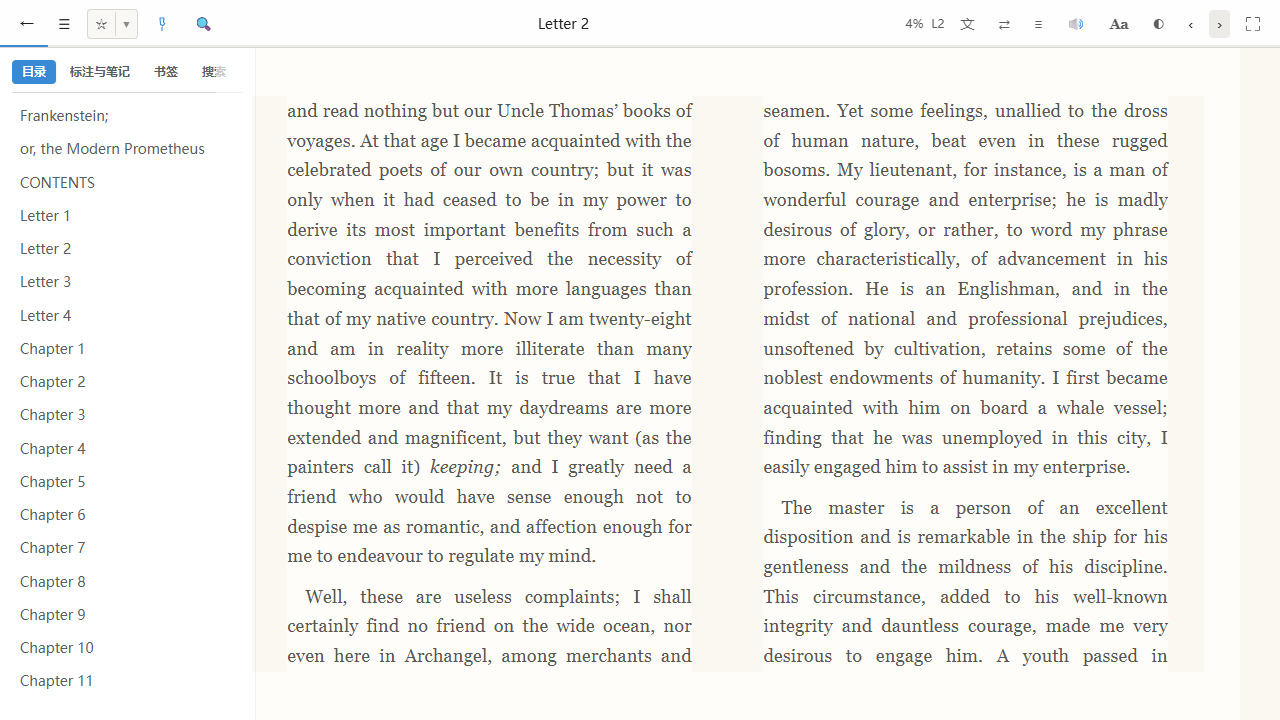 ← ☰ ☆ ▼ Letter 2 4% L2 文 ⇄ ≡ Aa ‹ ›
目录 标注与笔记 书签 搜索
Frankenstein;
or, the Modern Prometheus
CONTENTS
Letter 1
Letter 2
Letter 3
Letter 4
Chapter 1
Chapter 2
Chapter 3
Chapter 4
Chapter 5
Chapter 6
Chapter 7
Chapter 8
Chapter 9
Chapter 10
Chapter 11
and read nothing but our Uncle Thomas’ books of
voyages. At that age I became acquainted with the
celebrated poets of our own country; but it was
only when it had ceased to be in my power to
derive its most important benefits from such a
conviction that I perceived the necessity of
becoming acquainted with more languages than
that of my native country. Now I am twenty-eight
and am in reality more illiterate than many
schoolboys of fifteen. It is true that I have
thought more and that my daydreams are more
extended and magnificent, but they want (as the
painters call it) keeping; and I greatly need a
friend who would have sense enough not to
despise me as romantic, and affection enough for
me to endeavour to regulate my mind.
Well, these are useless complaints; I shall
certainly find no friend on the wide ocean, nor
even here in Archangel, among merchants and
seamen. Yet some feelings, unallied to the dross
of human nature, beat even in these rugged
bosoms. My lieutenant, for instance, is a man of
wonderful courage and enterprise; he is madly
desirous of glory, or rather, to word my phrase
more characteristically, of advancement in his
profession. He is an Englishman, and in the
midst of national and professional prejudices,
unsoftened by cultivation, retains some of the
noblest endowments of humanity. I first became
acquainted with him on board a whale vessel;
finding that he was unemployed in this city, I
easily engaged him to assist in my enterprise.
The master is a person of an excellent
disposition and is remarkable in the ship for his
gentleness and the mildness of his discipline.
This circumstance, added to his well-known
integrity and dauntless courage, made me very
desirous to engage him. A youth passed in